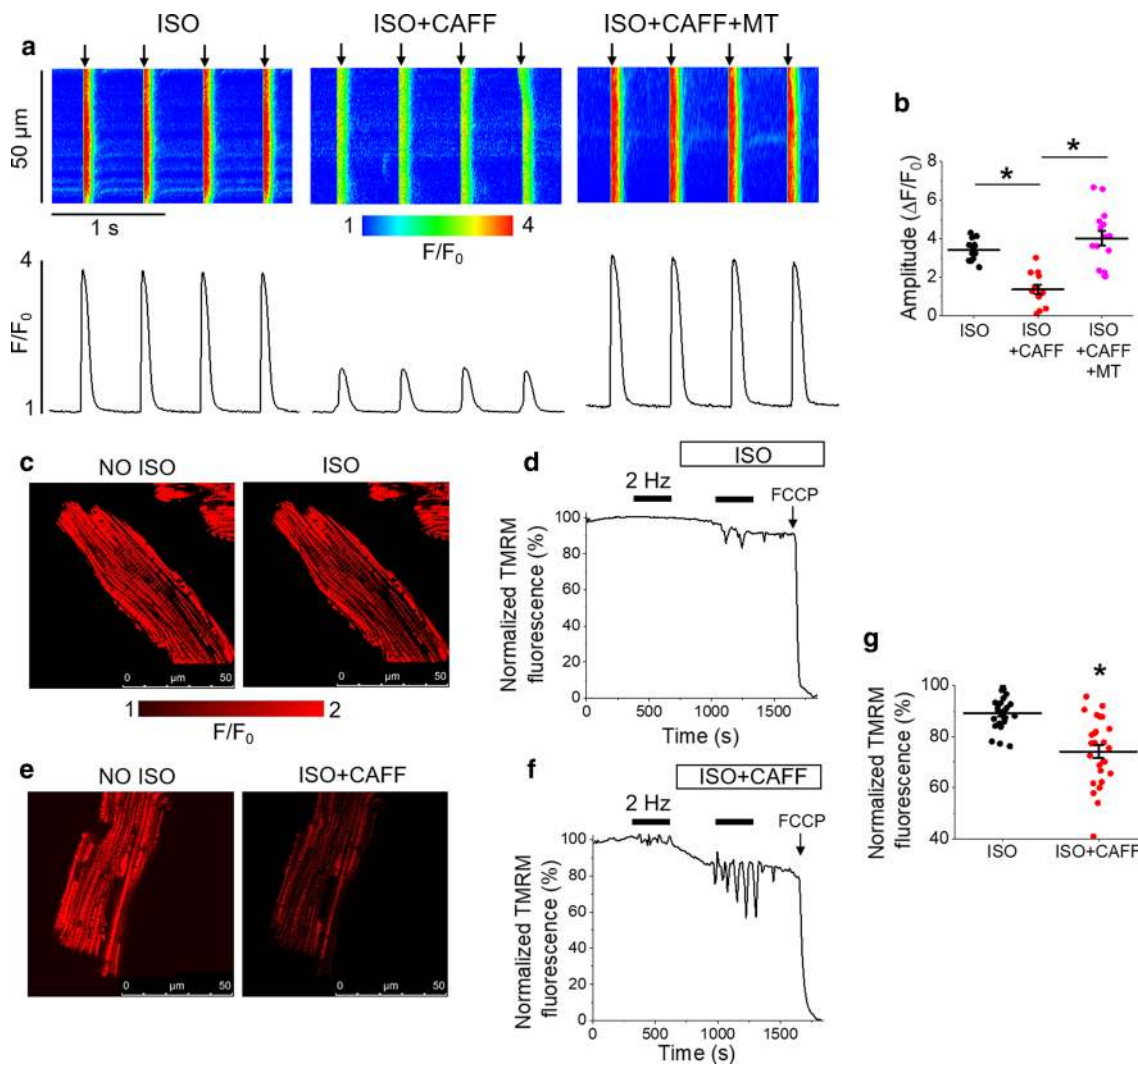 ISO ISO+CAFF ISO+CAFF+MT
a
50 μm
1 s
1 4
F/F0
4
F/F0
1
b
Amplitude (ΔF/F0)
8
6
4
2
0
* *
ISO ISO ISO
+CAFF +CAFF
+MT
c
NO ISO ISO
0 μm 50 0 μm 50
1 2
F/F0
d
ISO
2 Hz FCCP
Normalized TMRM
fluorescence (%)
100
80
60
40
20
0
0 500 1000 1500
Time (s)
e
NO ISO ISO+CAFF
0 μm 50 0 μm 50
f
ISO+CAFF
2 Hz FCCP
Normalized TMRM
fluorescence (%)
100
80
60
40
20
0
0 500 1000 1500
Time (s)
g
Normalized TMRM
fluorescence (%)
100
80
60
40
*
ISO ISO+CAFF